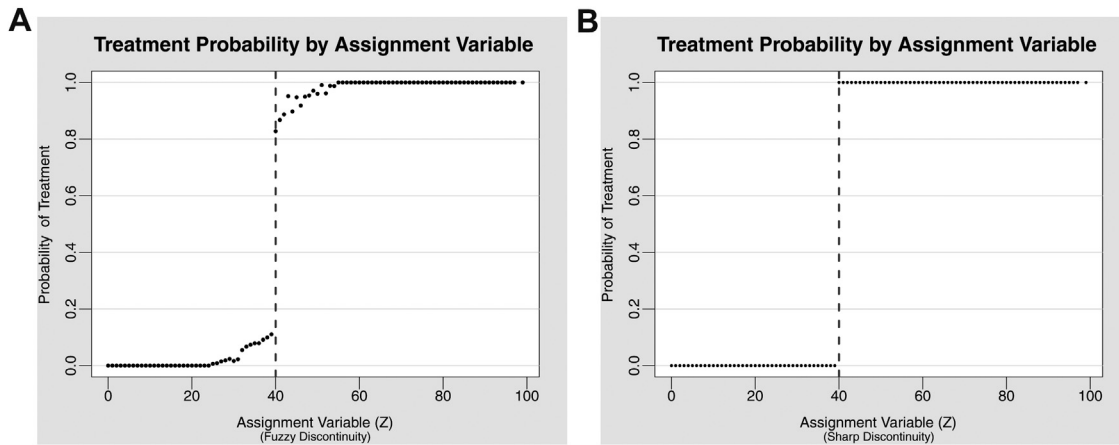 A
Treatment Probability by Assignment Variable
Probability of Treatment
1.0
0.8
0.6
0.4
0.2
0.0
0
20
40
60
80
100
Assignment Variable (Z)
(Fuzzy Discontinuity)
B
Treatment Probability by Assignment Variable
Probability of Treatment
1.0
0.8
0.6
0.4
0.2
0.0
0
20
40
60
80
100
Assignment Variable (Z)
(Sharp Discontinuity)